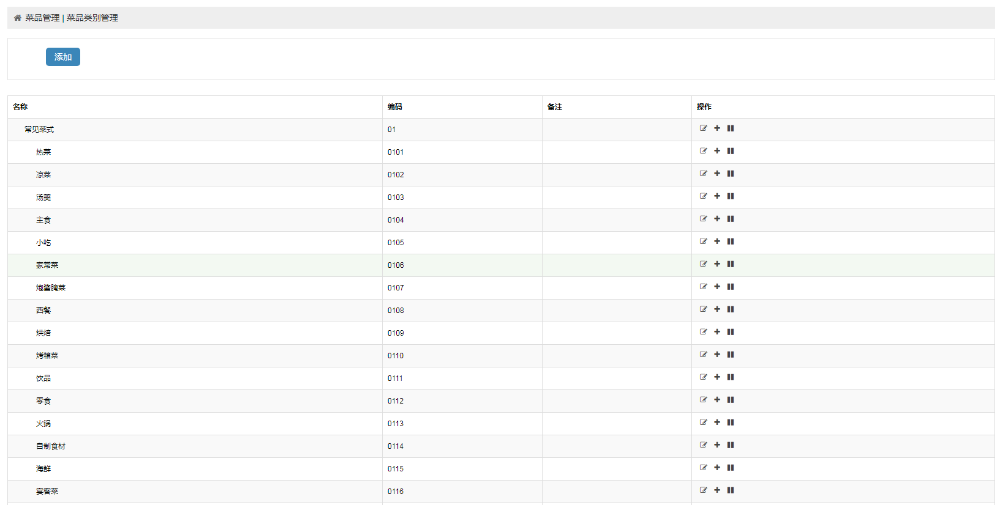 菜品管理 | 菜品类别管理
添加
名称 编码 备注 操作
常见菜式 01
热菜 0101
凉菜 0102
汤羹 0103
主食 0104
小吃 0105
家常菜 0106
炮酱腌菜 0107
西餐 0108
烘焙 0109
烤箱菜 0110
饮品 0111
零食 0112
火锅 0113
自制食材 0114
海鲜 0115
宴客菜 0116